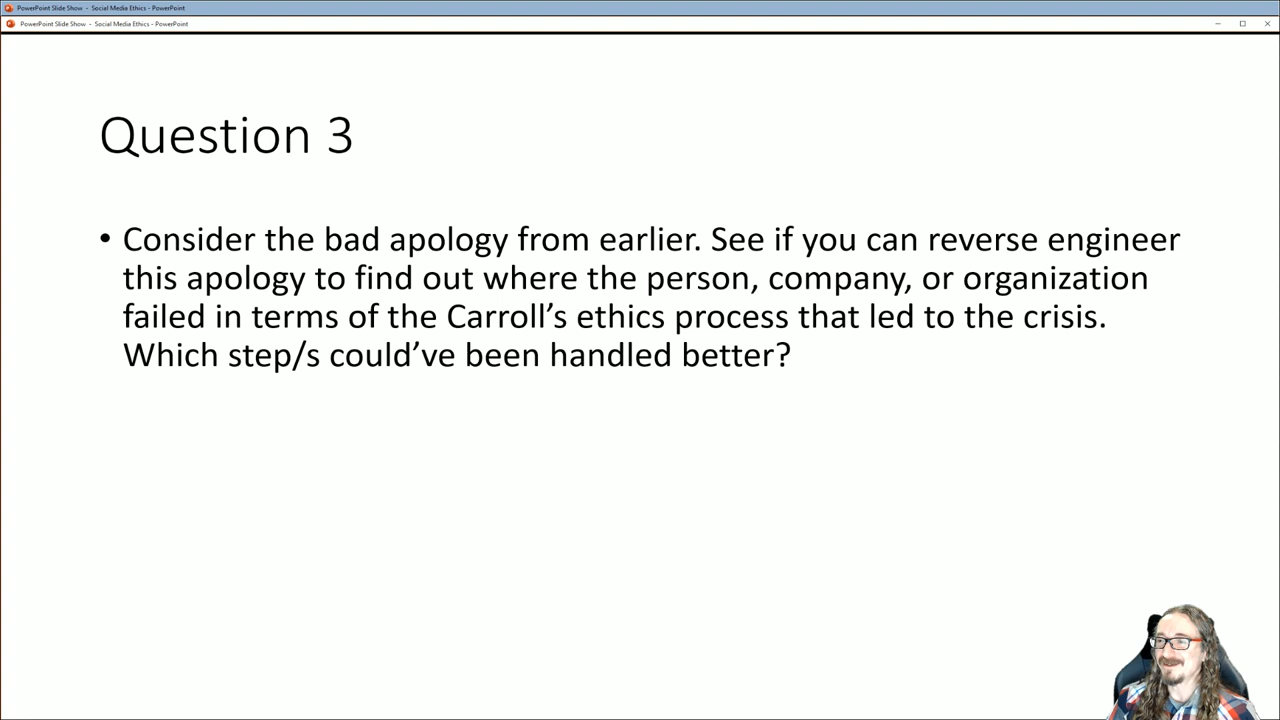 PowerPoint Slide Show - Social Media Ethics - PowerPoint
PowerPoint Slide Show - Social Media Ethics - PowerPoint
Question 3
• Consider the bad apology from earlier. See if you can reverse engineer
this apology to find out where the person, company, or organization
failed in terms of the Carroll’s ethics process that led to the crisis.
Which step/s could’ve been handled better?